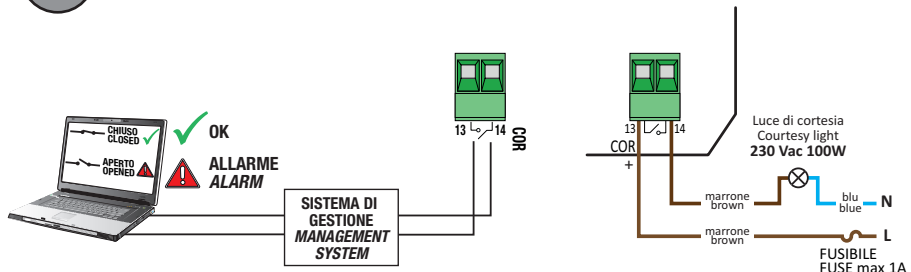 CHIUSO
CLOSED
APERTO
OPENED
OK
ALLARME
ALARM
SISTEMA DI
GESTIONE
MANAGEMENT
SYSTEM
13 14
COR
13 14
COR
+
Luce di cortesia
Courtesy light
230 Vac 100W
marrone
brown
blu
blue
N
marrone
brown
L
FUSIBILE
FUSE max 1A